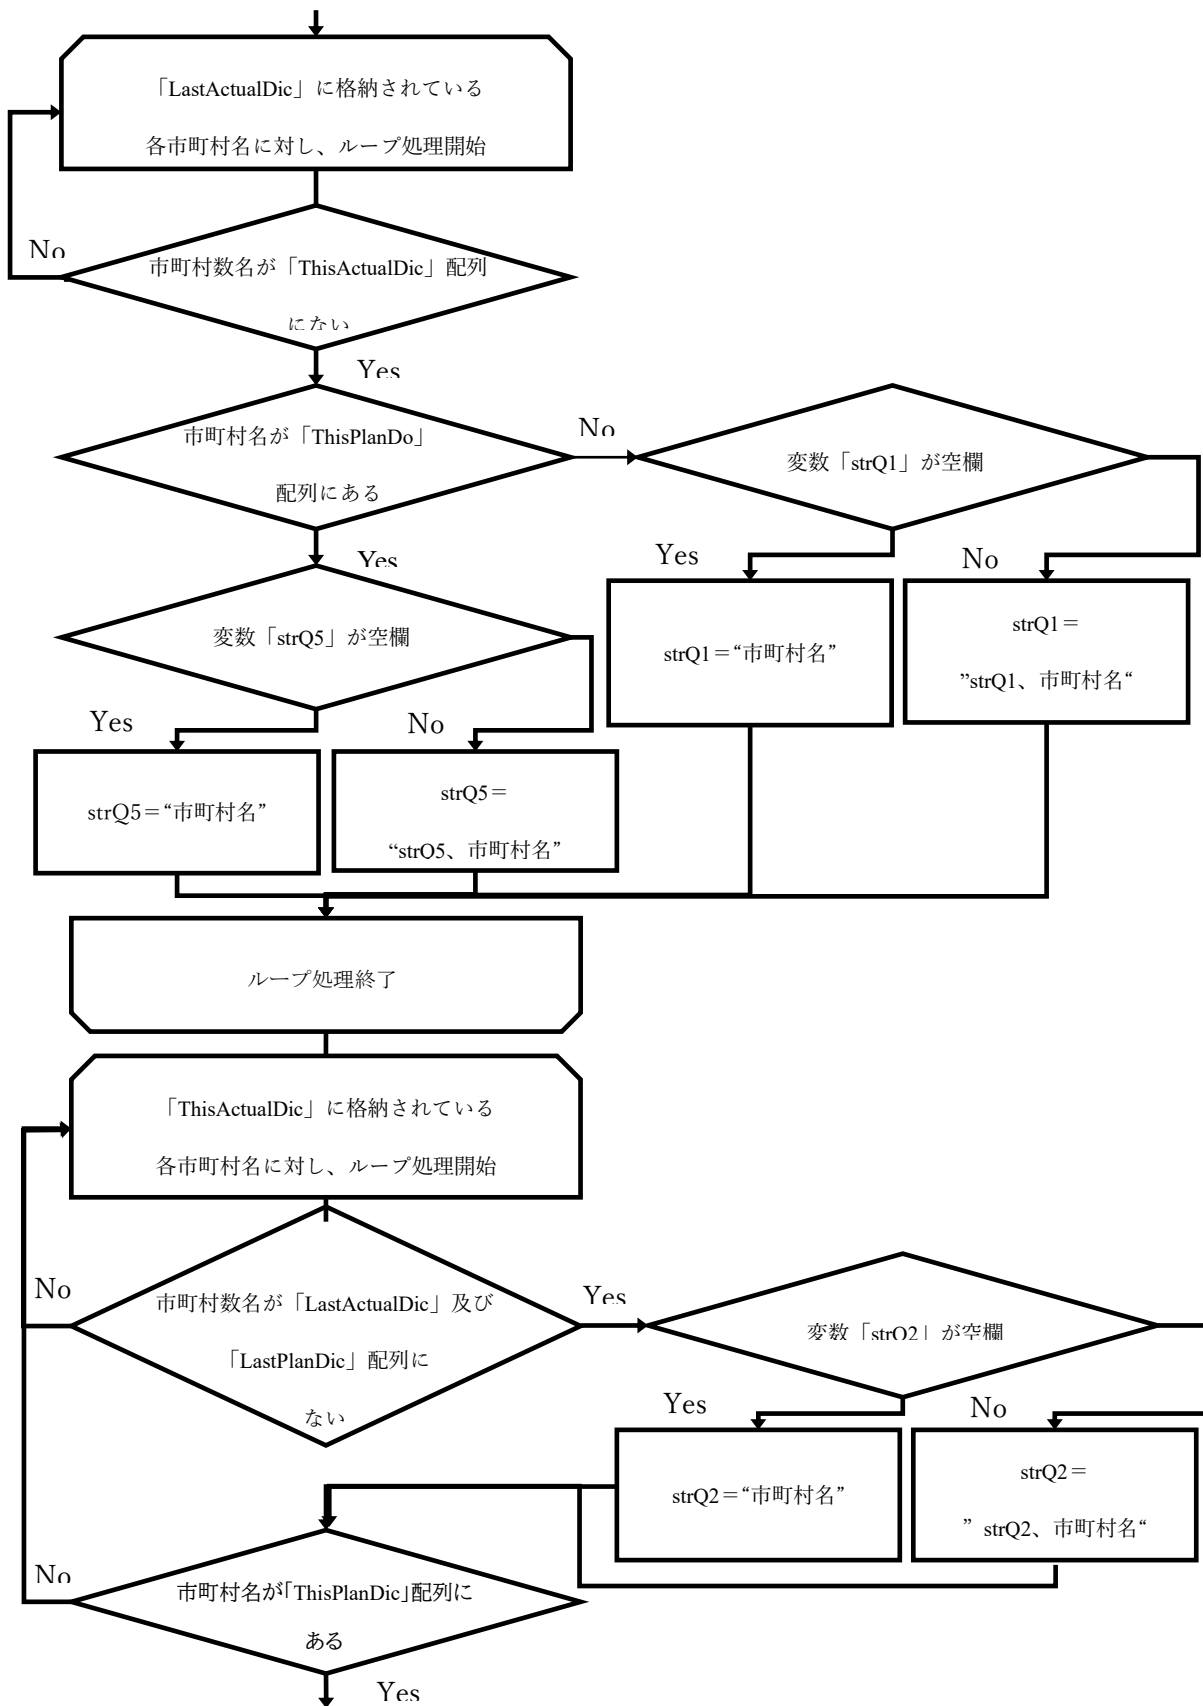 「LastActualDic」に格納されている
各市町村名に対し、ループ処理開始
No
市町村数名が「ThisActualDic」配列
にない
Yes
市町村名が「ThisPlanDo」
配列にある
No
変数「strQ1」が空欄
Yes
変数「strQ5」が空欄
Yes
No
strQ1＝“市町村名”
strQ1＝
”strQ1、市町村名“
Yes
No
strQ5＝“市町村名”
strQ5＝
“strQ5、市町村名”
ループ処理終了
「ThisActualDic」に格納されている
各市町村名に対し、ループ処理開始
No
市町村数名が「LastActualDic」及び
「LastPlanDic」配列に
ない
Yes
変数「strQ2」が空欄
Yes
No
strQ2＝“市町村名”
strQ2＝
” strQ2、市町村名“
No
市町村名が「ThisPlanDic」配列に
ある
Yes